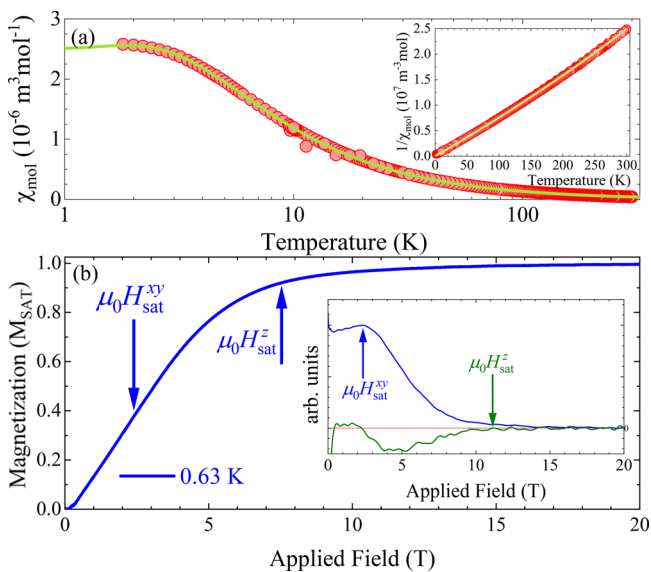 (a)
χmol (10-6 m3mol-1)
3
2
1
0
1
10
100
Temperature (K)
1/χmol (107 m-3mol)
2.5
2.0
1.5
1.0
0.5
0.0
0 50 100 150 200 250 300
Temperature (K)
(b)
Magnetization (MSAT)
1.0
0.8
0.6
0.4
0.2
0.0
μ0Hxysat
μ0Hzsat
0.63 K
0 5 10 15 20
Applied Field (T)
arb. units
μ0Hxysat
μ0Hzsat
0
0 5 10 15 20
Applied Field (T)